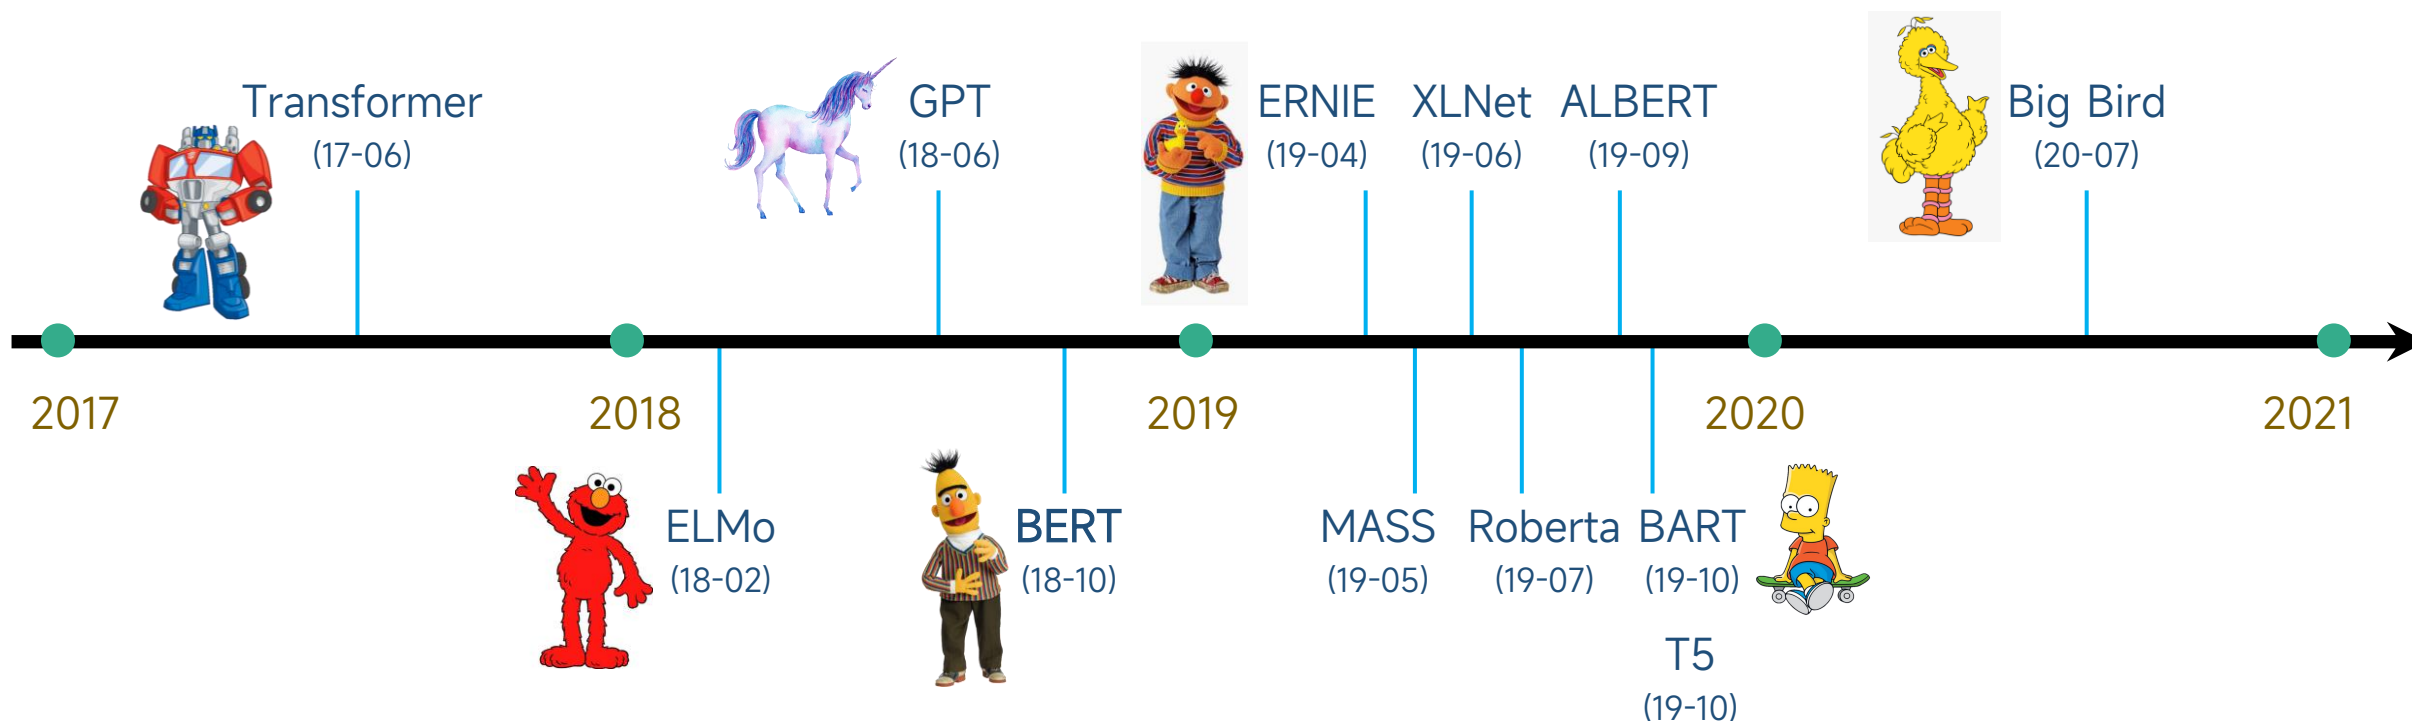 Transformer
(17-06)
GPT
(18-06)
ERNIE
(19-04)
XLNet
(19-06)
ALBERT
(19-09)
Big Bird
(20-07)
2017
2018
2019
2020
2021
ELMo
(18-02)
BERT
(18-10)
MASS
(19-05)
Roberta
(19-07)
BART
(19-10)
T5
(19-10)